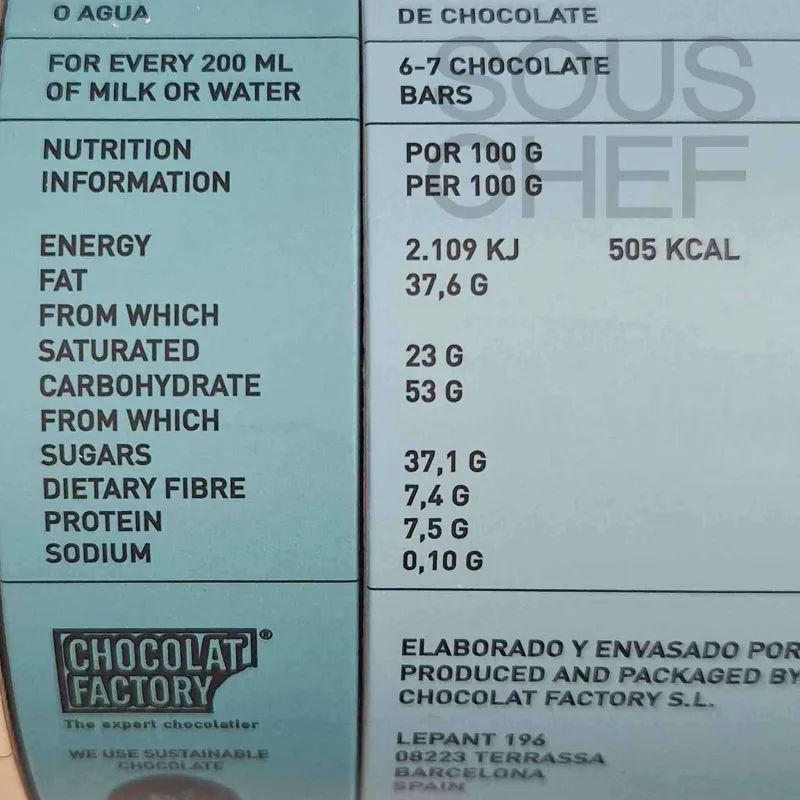 O AGUA
DE CHOCOLATE
FOR EVERY 200 ML
OF MILK OR WATER
6-7 CHOCOLATE
BARS
SOUS
CHEF
NUTRITION
INFORMATION
POR 100 G
PER 100 G
ENERGY 2.109 KJ 505 KCAL
FAT 37,6 G
FROM WHICH
SATURATED 23 G
CARBOHYDRATE 53 G
FROM WHICH
SUGARS 37,1 G
DIETARY FIBRE 7,4 G
PROTEIN 7,5 G
SODIUM 0,10 G
CHOCOLAT®
FACTORY
The expert chocolatier
WE USE SUSTAINABLE
CHOCOLATE
ELABORADO Y ENVASADO POR
PRODUCED AND PACKAGED BY
CHOCOLAT FACTORY S.L.
LEPANT 196
08223 TERRASSA
BARCELONA
SPAIN